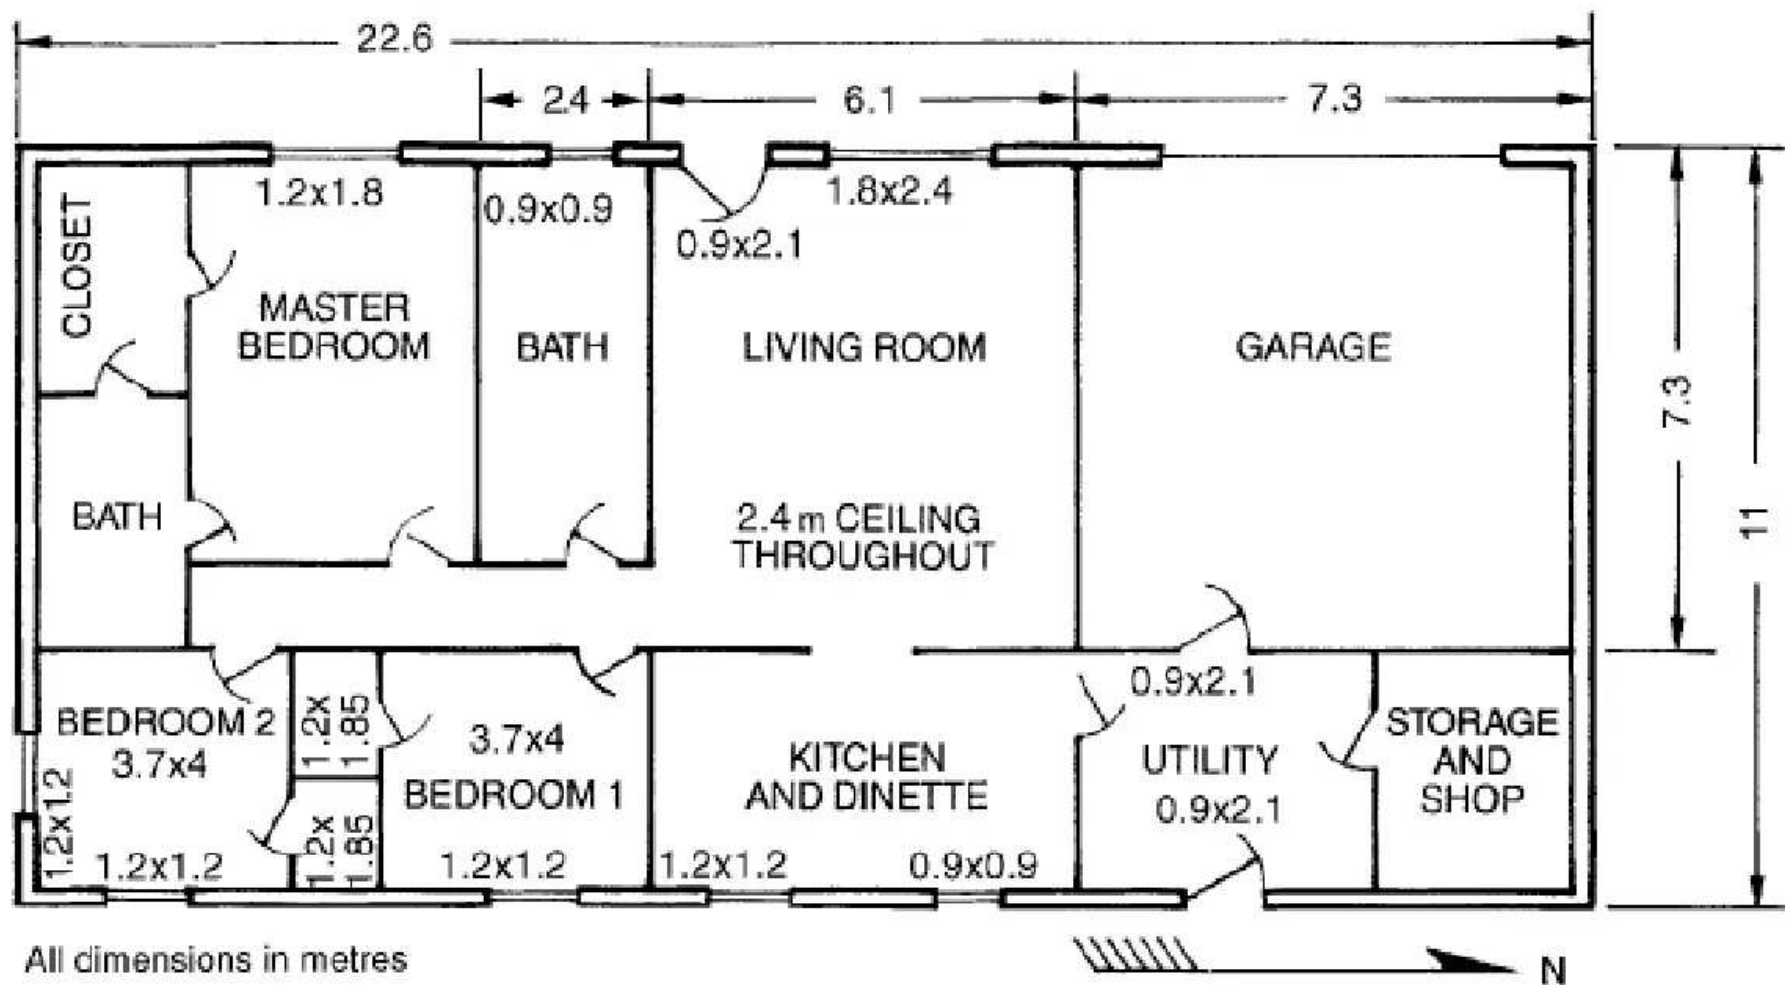 22.6
2.4
6.1
7.3
1.2x1.8
0.9x0.9
0.9x2.1
1.8x2.4
CLOSET
MASTER
BEDROOM
BATH
LIVING ROOM
GARAGE
7.3
11
BATH
2.4 m CEILING
THROUGHOUT
0.9x2.1
BEDROOM 2
3.7x4
1.2x
1.85
3.7x4
BEDROOM 1
KITCHEN
AND DINETTE
UTILITY
0.9x2.1
STORAGE
AND
SHOP
1.2x1.2
1.2x1.2
1.2x
1.85
1.2x1.2
1.2x1.2
0.9x0.9
All dimensions in metres
N